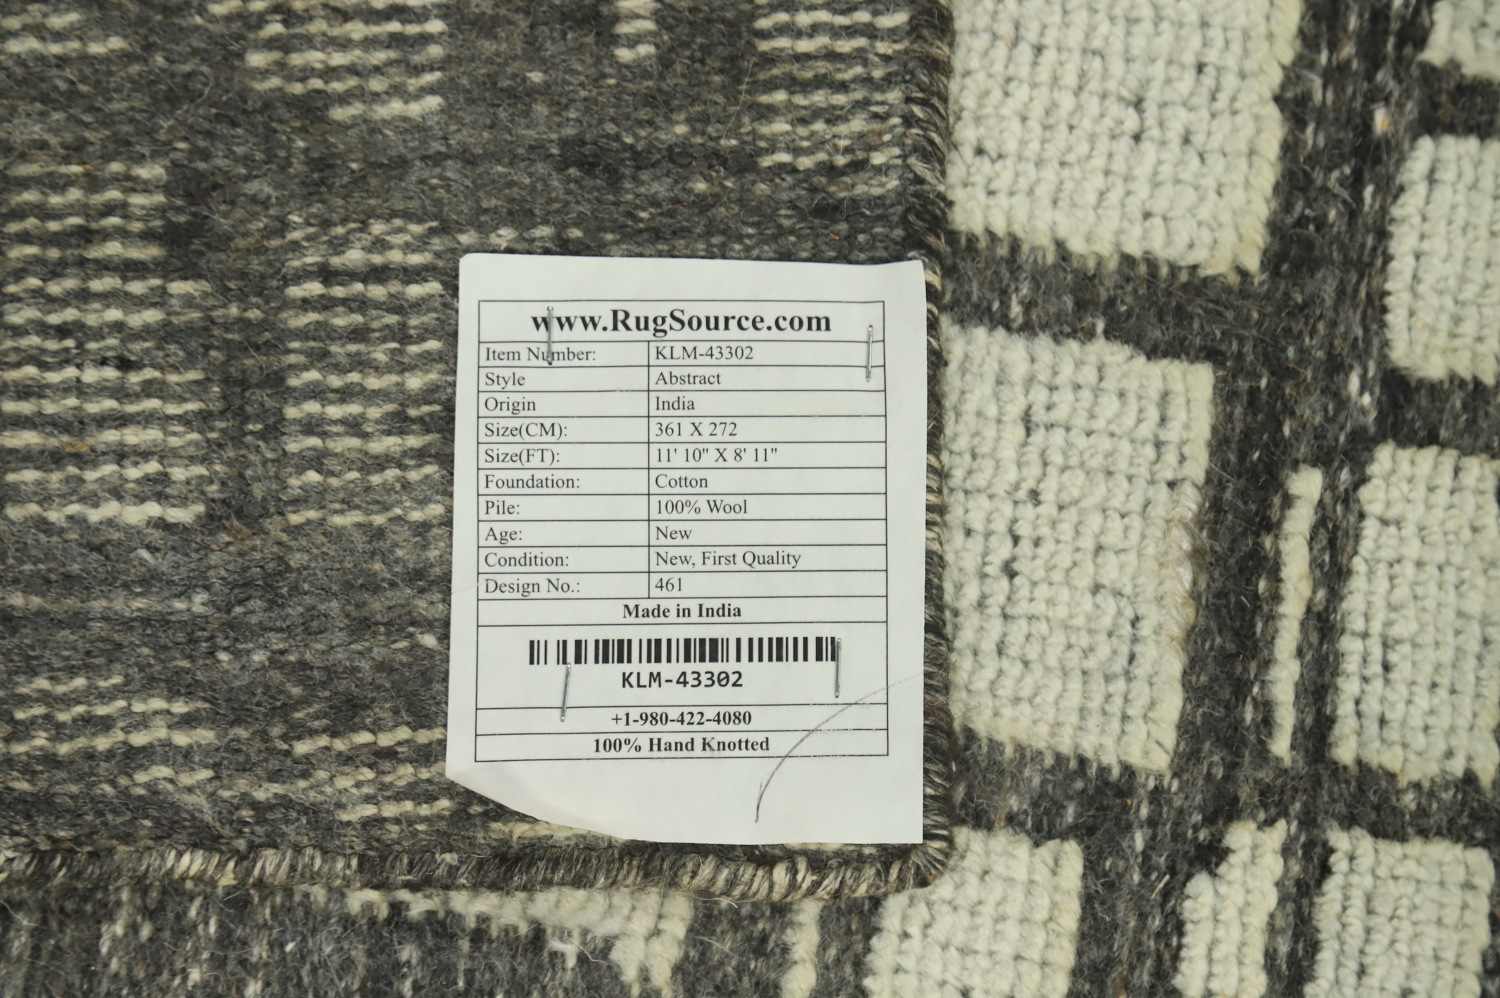 www.RugSource.com
Item Number: KLM-43302
Style Abstract
Origin India
Size(CM): 361 X 272
Size(FT): 11' 10" X 8' 11"
Foundation: Cotton
Pile: 100% Wool
Age: New
Condition: New, First Quality
Design No.: 461
Made in India
KLM-43302
+1-980-422-4080
100% Hand Knotted